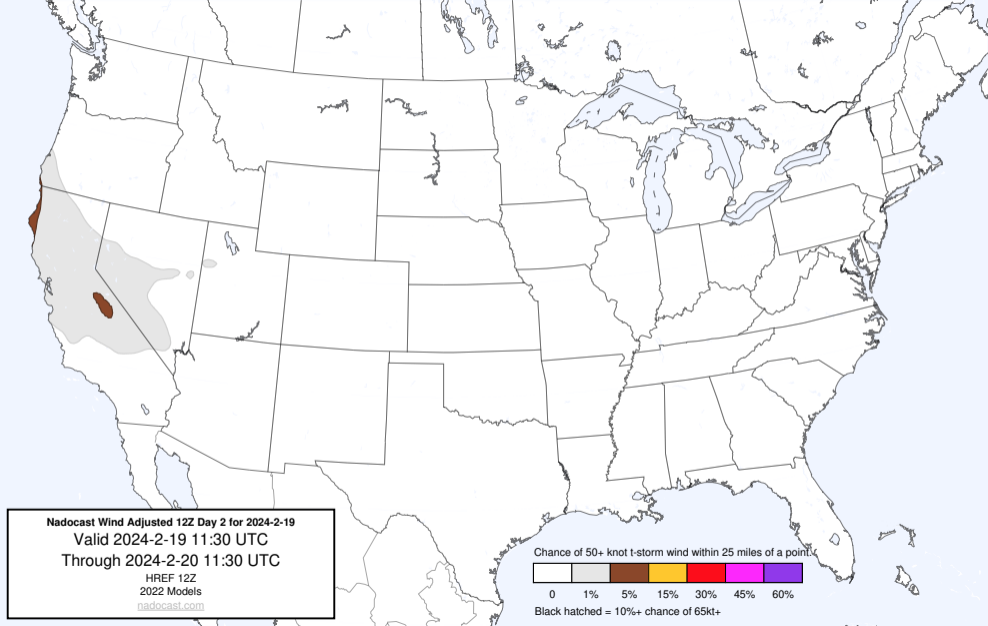 Nadocast Wind Adjusted 12Z Day 2 for 2024-2-19
Valid 2024-2-19 11:30 UTC
Through 2024-2-20 11:30 UTC
HREF 12Z
2022 Models
nadocast.com
Chance of 50+ knot t-storm wind within 25 miles of a point.
0 1% 5% 15% 30% 45% 60%
Black hatched = 10%+ chance of 65kt+